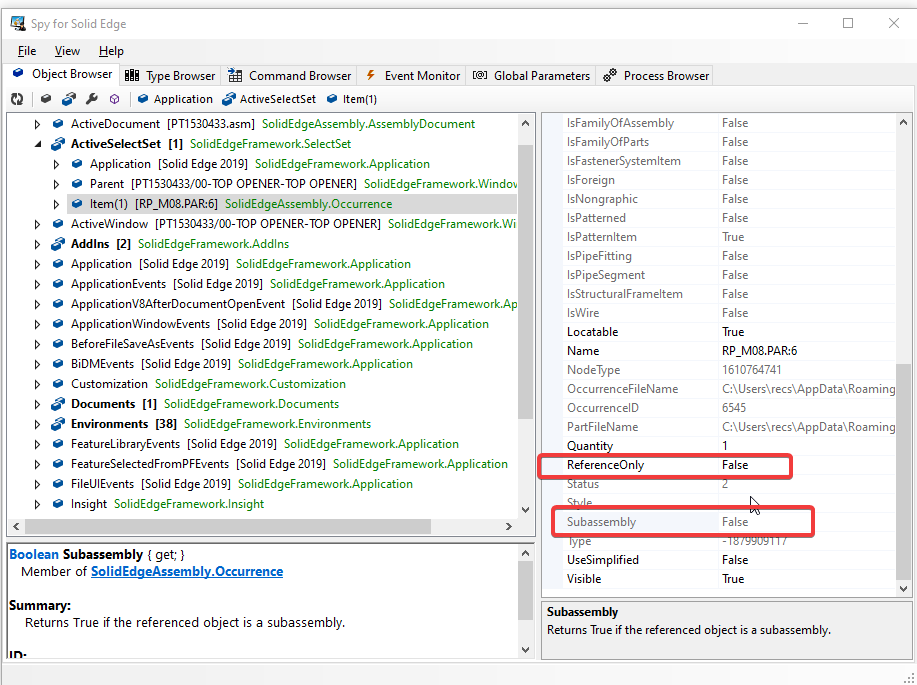 Spy for Solid Edge
File View Help
Object Browser Type Browser Command Browser Event Monitor Global Parameters Process Browser
Application ActiveSelectSet Item(1)
ActiveDocument [PT1530433.asm] SolidEdgeAssembly.AssemblyDocument
ActiveSelectSet [1] SolidEdgeFramework.SelectSet
Application [Solid Edge 2019] SolidEdgeFramework.Application
Parent [PT1530433/00-TOP OPENER-TOP OPENER] SolidEdgeFramework.Window
Item(1) [RP_M08.PAR:6] SolidEdgeAssembly.Occurrence
ActiveWindow [PT1530433/00-TOP OPENER-TOP OPENER] SolidEdgeFramework.Wi
AddIns [2] SolidEdgeFramework.AddIns
Application [Solid Edge 2019] SolidEdgeFramework.Application
ApplicationEvents [Solid Edge 2019] SolidEdgeFramework.Application
ApplicationV8AfterDocumentOpenEvent [Solid Edge 2019] SolidEdgeFramework.Ap
ApplicationWindowEvents [Solid Edge 2019] SolidEdgeFramework.Application
BeforeFileSaveAsEvents [Solid Edge 2019] SolidEdgeFramework.Application
BiDMEvents [Solid Edge 2019] SolidEdgeFramework.Application
Customization SolidEdgeFramework.Customization
Documents [1] SolidEdgeFramework.Documents
Environments [38] SolidEdgeFramework.Environments
FeatureLibraryEvents [Solid Edge 2019] SolidEdgeFramework.Application
FeatureSelectedFromPFEvents [Solid Edge 2019] SolidEdgeFramework.Application
FileUIEvents [Solid Edge 2019] SolidEdgeFramework.Application
Insight SolidEdgeFramework.Insight
Boolean Subassembly { get; }
Member of SolidEdgeAssembly.Occurrence
Summary:
Returns True if the referenced object is a subassembly.
ID:
IsFamilyOfAssembly False
IsFamilyOfParts False
IsFastenerSystemItem False
IsForeign False
IsNongraphic False
IsPatterned False
IsPatternItem True
IsPipeFitting False
IsPipeSegment False
IsStructuralFrameItem False
IsWire False
Locatable True
Name RP_M08.PAR:6
NodeType 1610764741
OccurrenceFileName C:\Users\recs\AppData\Roaming
OccurrenceID 6545
PartFileName C:\Users\recs\AppData\Roaming
Quantity 1
ReferenceOnly False
Status 2
Style
Subassembly False
Type -1879909117
UseSimplified False
Visible True
Subassembly
Returns True if the referenced object is a subassembly.